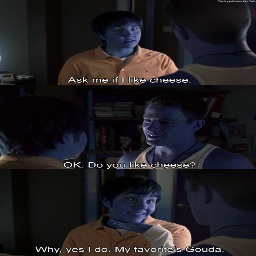 Ask me if I like cheese.
OK. Do you like cheese?
Why, yes I do. My favorite's Gouda.